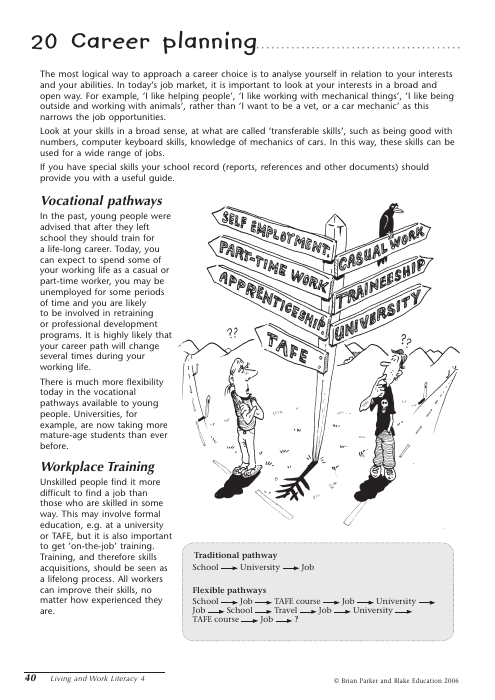 20 Career planning
The most logical way to approach a career choice is to analyse yourself in relation to your interests
and your abilities. In today's job market, it is important to look at your interests in a broad and
open way. For example, 'I like helping people', 'I like working with mechanical things', 'I like being
outside and working with animals', rather than 'I want to be a vet, or a car mechanic' as this
narrows the job opportunities.
Look at your skills in a broad sense, at what are called 'transferable skills', such as being good with
numbers, computer keyboard skills, knowledge of mechanics of cars. In this way, these skills can be
used for a wide range of jobs.
If you have special skills your school record (reports, references and other documents) should
provide you with a useful guide.
Vocational pathways
In the past, young people were
advised that after they left
school they should train for
a life-long career. Today, you
can expect to spend some of
your working life as a casual or
part-time worker, you may be
unemployed for some periods
of time and you are likely
to be involved in retraining
or professional development
programs. It is highly likely that
your career path will change
several times during your
working life.
There is much more flexibility
today in the vocational
pathways available to young
people. Universities, for
example, are now taking more
mature-age students than ever
before.
Workplace Training
Unskilled people find it more
difficult to find a job than
those who are skilled in some
way. This may involve formal
education, e.g. at a university
or TAFE, but it is also important
to get 'on-the-job' training.
Training, and therefore skills
acquisitions, should be seen as
a lifelong process. All workers
can improve their skills, no
matter how experienced they
are.
SELF EMPLOYMENT
CASUAL WORK
PART-TIME WORK
TRAINEESHIP
APPRENTICESHIP
UNIVERSITY
TAFE
??
??
Traditional pathway
School → University → Job
Flexible pathways
School → Job → TAFE course → Job → University →
Job → School → Travel → Job → University →
TAFE course → Job → ?
40 Living and Work Literacy 4
© Brian Parker and Blake Education 2006